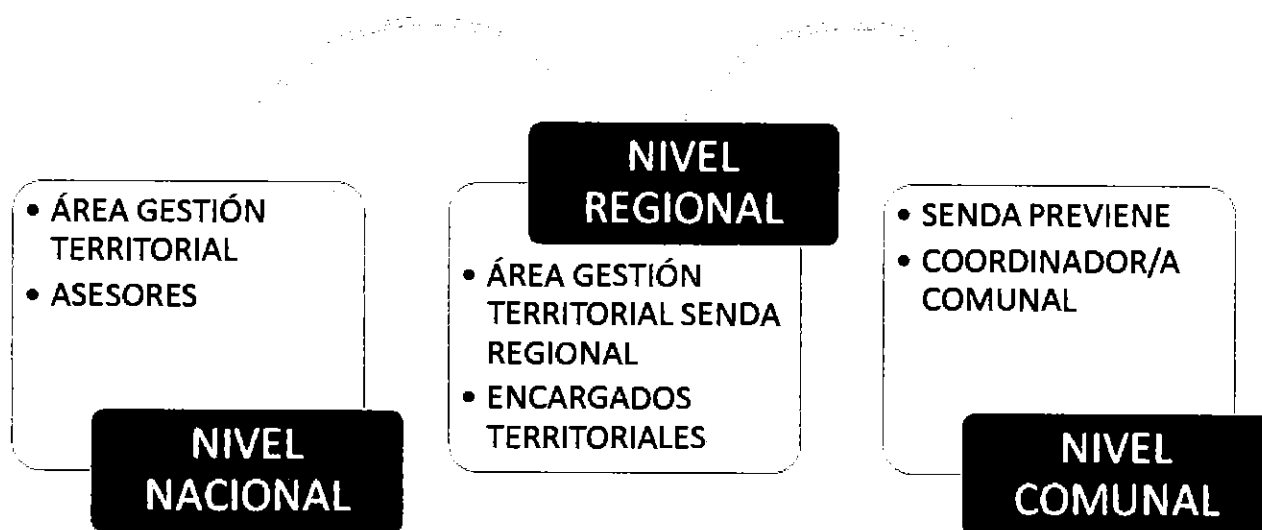 • ÁREA GESTIÓN
TERRITORIAL
• ASESORES
NIVEL
NACIONAL
NIVEL
REGIONAL
• ÁREA GESTIÓN
TERRITORIAL SENDA
REGIONAL
• ENCARGADOS
TERRITORIALES
• SENDA PREVIENE
• COORDINADOR/A
COMUNAL
NIVEL
COMUNAL